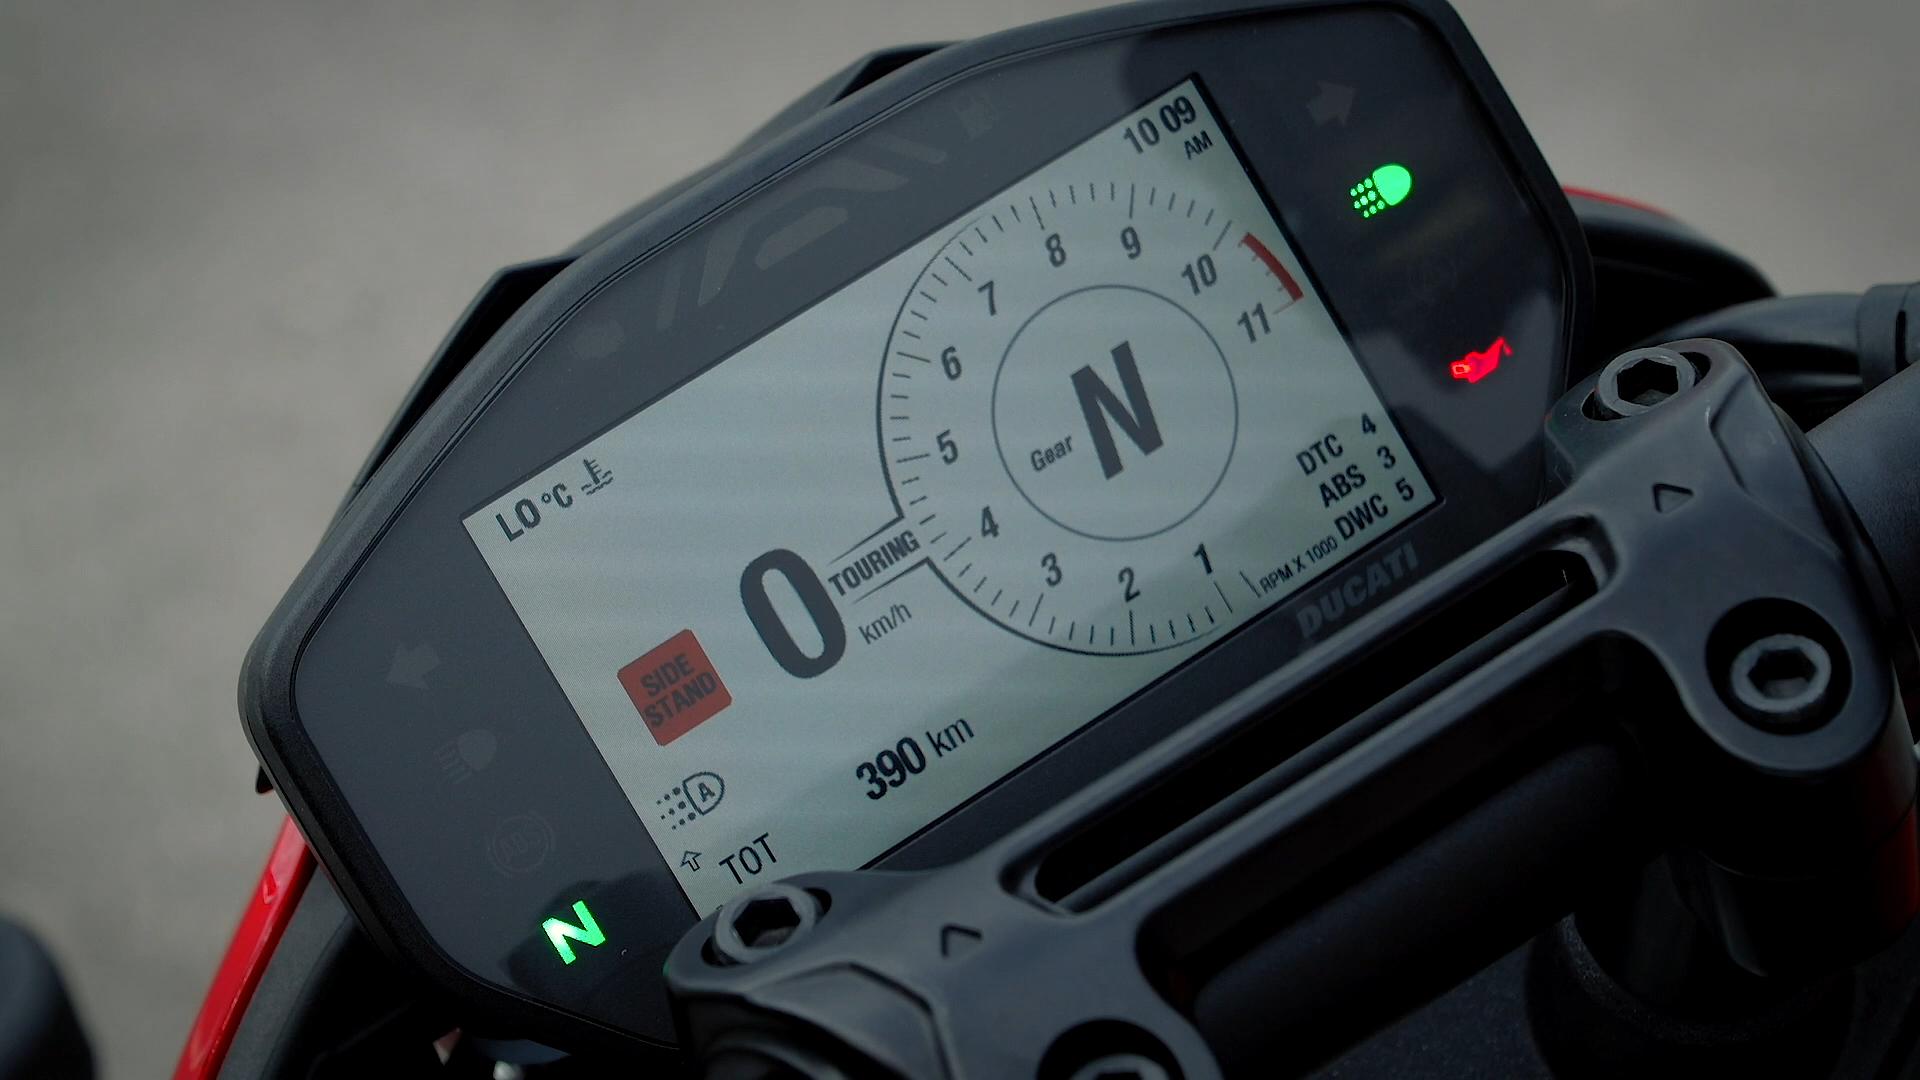 10 09
AM
LO °C
7
8
9
10
11
6
5
4
3
2
1
Gear N
DTC 4
ABS 3
DWC 5
RPM X 1000
TOURING
0
km/h
SIDE
STAND
A
390 km
TOT
DUCATI
ABS
N